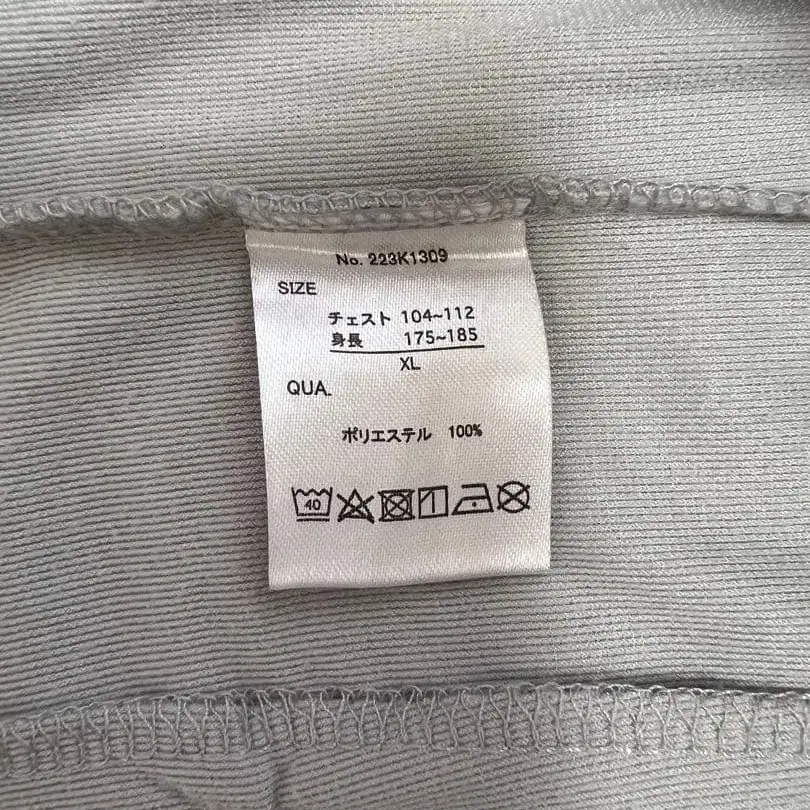 No. 223K1309
SIZE
チェスト 104~112
身長 175~185
XL
QUA.
ポリエステル 100%
40